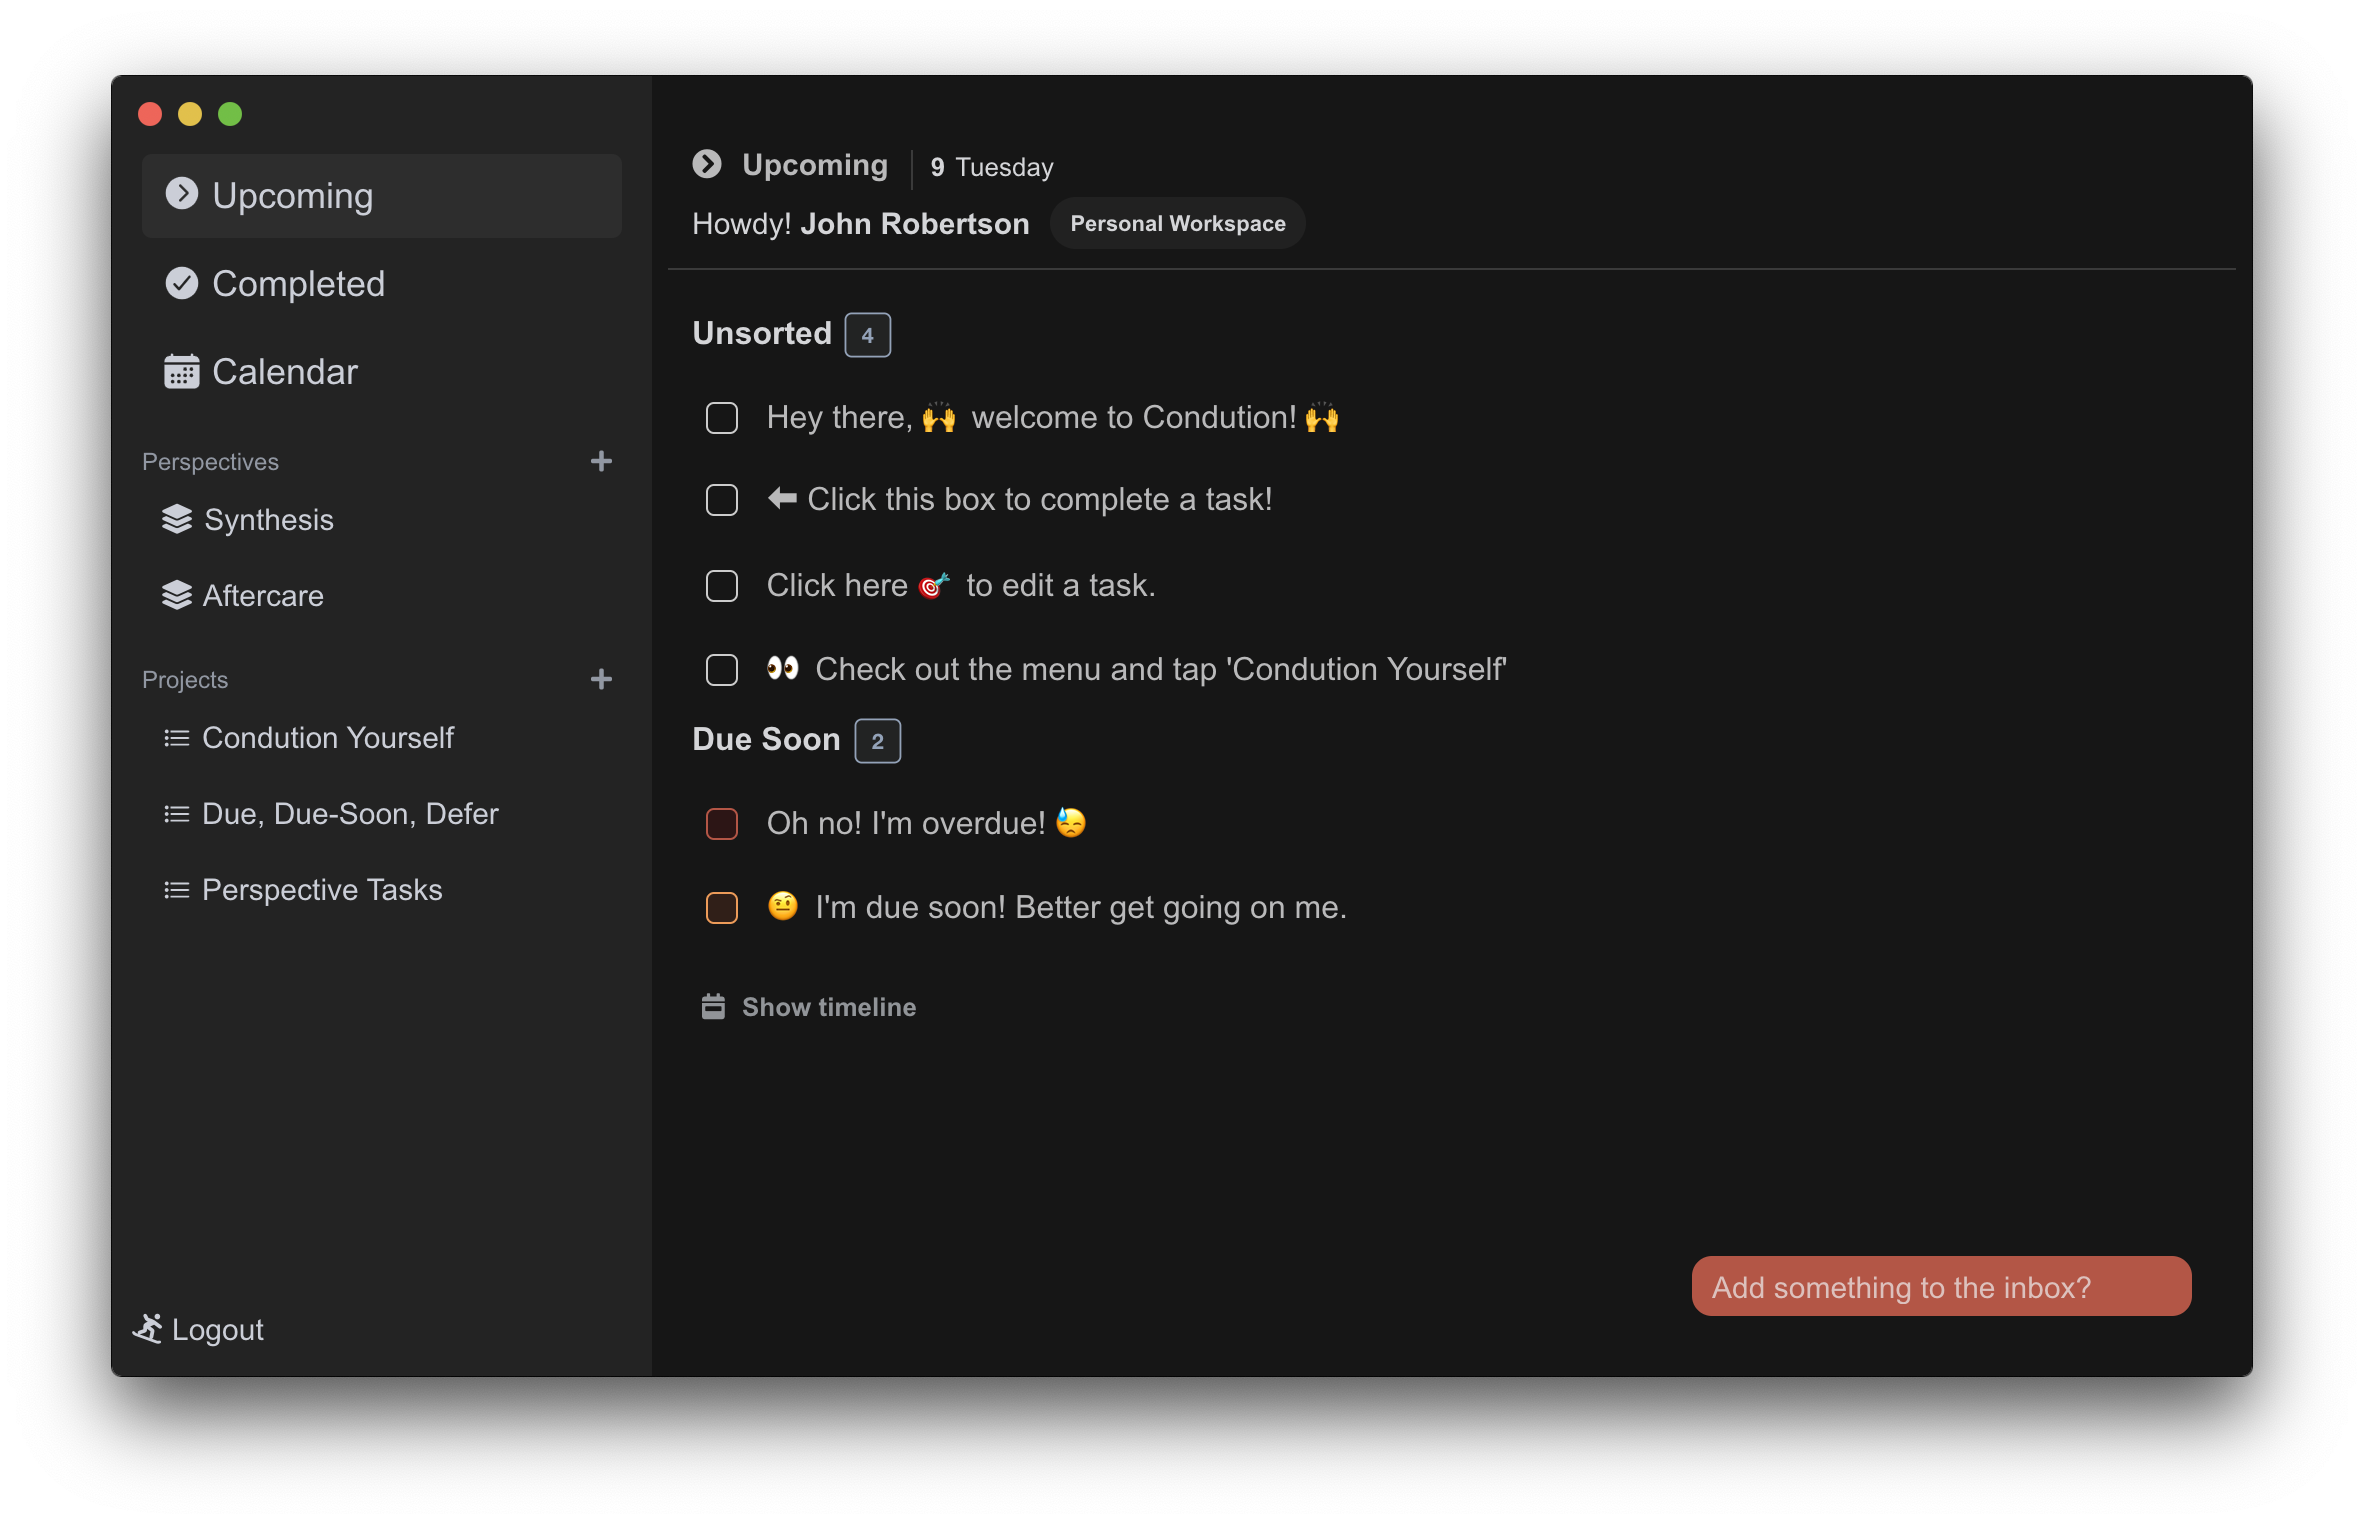 Upcoming
Completed
Calendar
Perspectives
Synthesis
Aftercare
Projects
Condution Yourself
Due, Due-Soon, Defer
Perspective Tasks
Logout
Upcoming 9 Tuesday
Howdy! John Robertson Personal Workspace
Unsorted 4
Hey there, 🙌 welcome to Condution! 🙌
⬅ Click this box to complete a task!
Click here 🎯 to edit a task.
👀 Check out the menu and tap 'Condution Yourself'
Due Soon 2
Oh no! I'm overdue! 😓
🤨 I'm due soon! Better get going on me.
Show timeline
Add something to the inbox?